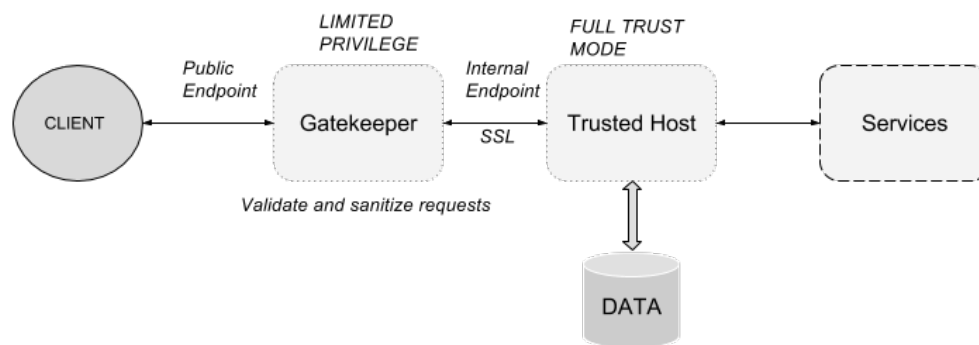 LIMITED
PRIVILEGE
FULL TRUST
MODE
Public
Endpoint
Internal
Endpoint
CLIENT
Gatekeeper
SSL
Trusted Host
Services
Validate and sanitize requests
DATA